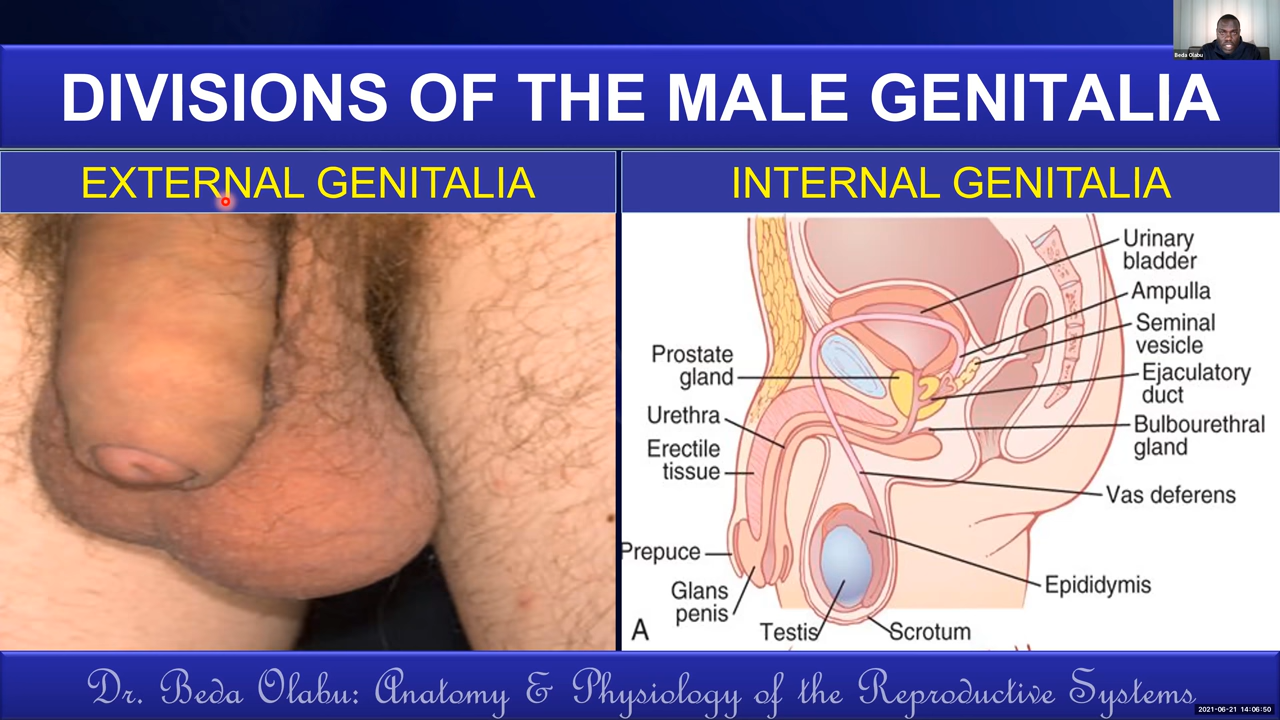 Beda Olabu
DIVISIONS OF THE MALE GENITALIA
EXTERNAL GENITALIA
INTERNAL GENITALIA
Urinary
bladder
Ampulla
Seminal
vesicle
Ejaculatory
duct
Bulbourethral
gland
Vas deferens
Epididymis
Scrotum
Prostate
gland
Urethra
Erectile
tissue
Prepuce
Glans
penis
Testis
A
Dr. Beda Olabu: Anatomy & Physiology of the Reproductive Systems
2021-06-21 14:06:50